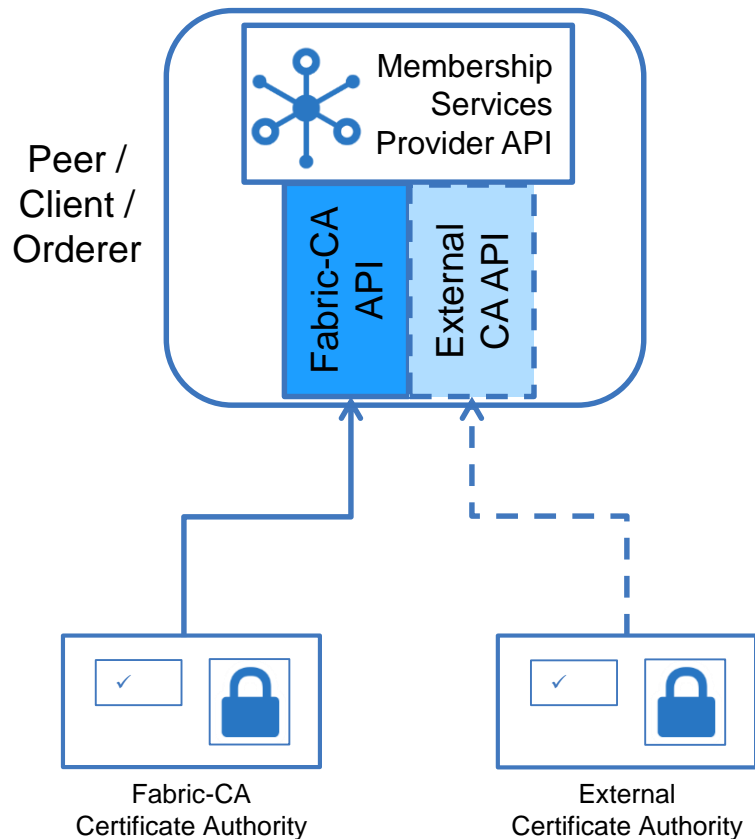 Membership
Services
Provider API
Peer /
Client /
Orderer
Fabric-CA
API
External
CA API
✓
✓
Fabric-CA
Certificate Authority
External
Certificate Authority